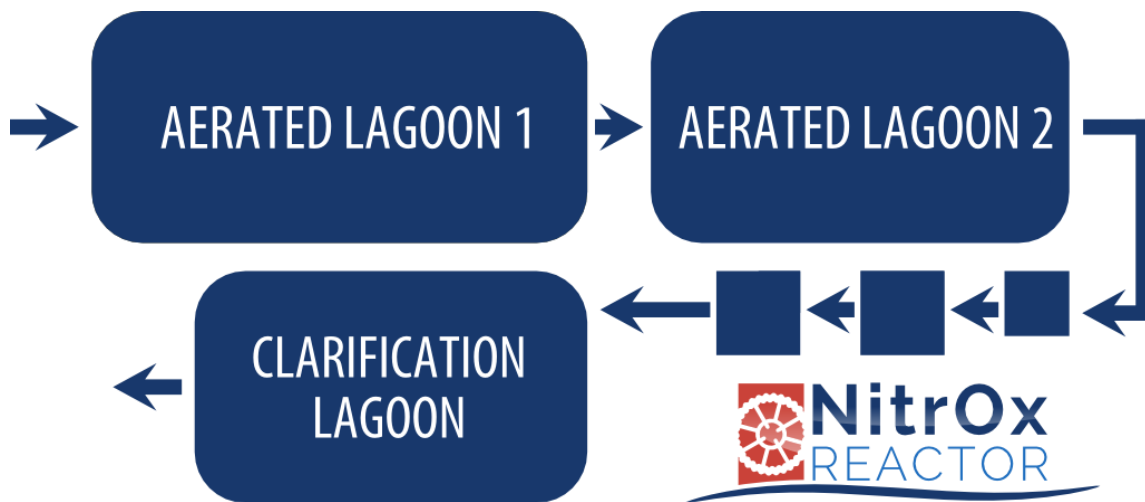 AERATED LAGOON 1
AERATED LAGOON 2
CLARIFICATION
LAGOON
NitrOx
REACTOR